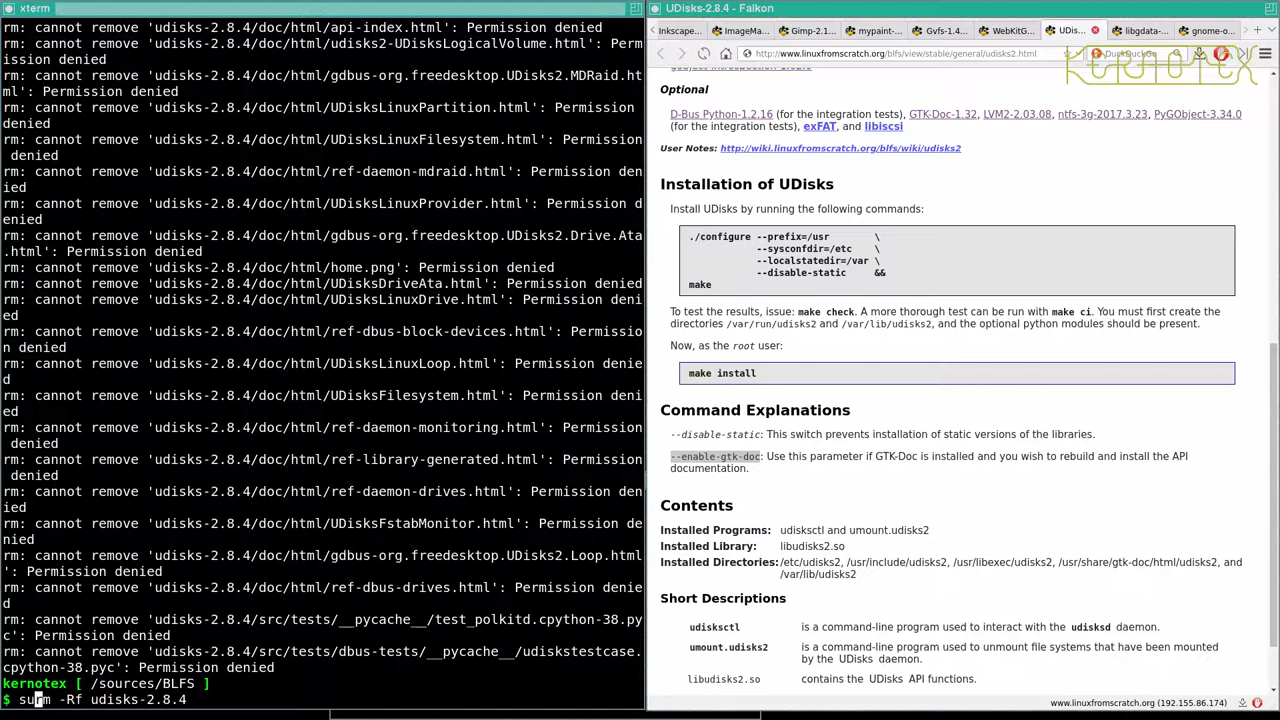 xterm
rm: cannot remove 'udisks-2.8.4/doc/html/api-index.html': Permission denied
rm: cannot remove 'udisks-2.8.4/doc/html/udisks2-UDisksLogicalVolume.html': Perm
ission denied
rm: cannot remove 'udisks-2.8.4/doc/html/gdbus-org.freedesktop.UDisks2.MDRaid.ht
ml': Permission denied
rm: cannot remove 'udisks-2.8.4/doc/html/UDisksLinuxPartition.html': Permission
denied
rm: cannot remove 'udisks-2.8.4/doc/html/UDisksLinuxFilesystem.html': Permission
 denied
rm: cannot remove 'udisks-2.8.4/doc/html/ref-daemon-mdraid.html': Permission den
ied
rm: cannot remove 'udisks-2.8.4/doc/html/UDisksLinuxProvider.html': Permission d
enied
rm: cannot remove 'udisks-2.8.4/doc/html/gdbus-org.freedesktop.UDisks2.Drive.Ata
.html': Permission denied
rm: cannot remove 'udisks-2.8.4/doc/html/home.png': Permission denied
rm: cannot remove 'udisks-2.8.4/doc/html/UDisksDriveAta.html': Permission denied
rm: cannot remove 'udisks-2.8.4/doc/html/UDisksLinuxDrive.html': Permission deni
ed
rm: cannot remove 'udisks-2.8.4/doc/html/ref-dbus-block-devices.html': Permissio
n denied
rm: cannot remove 'udisks-2.8.4/doc/html/UDisksLinuxLoop.html': Permission denie
d
rm: cannot remove 'udisks-2.8.4/doc/html/UDisksFilesystem.html': Permission deni
ed
rm: cannot remove 'udisks-2.8.4/doc/html/ref-daemon-monitoring.html': Permission
 denied
rm: cannot remove 'udisks-2.8.4/doc/html/ref-library-generated.html': Permission
 denied
rm: cannot remove 'udisks-2.8.4/doc/html/ref-daemon-drives.html': Permission den
ied
rm: cannot remove 'udisks-2.8.4/doc/html/UDisksFstabMonitor.html': Permission de
nied
rm: cannot remove 'udisks-2.8.4/doc/html/gdbus-org.freedesktop.UDisks2.Loop.html
': Permission denied
rm: cannot remove 'udisks-2.8.4/doc/html/ref-dbus-drives.html': Permission denie
d
rm: cannot remove 'udisks-2.8.4/src/tests/__pycache__/test_polkitd.cpython-38.py
c': Permission denied
rm: cannot remove 'udisks-2.8.4/src/tests/dbus-tests/__pycache__/udiskstestcase.
cpython-38.pyc': Permission denied
kernotex [ /sources/BLFS ]
$ surm -Rf udisks-2.8.4
UDisks-2.8.4 - Falkon
Inkscape... ImageMa... Gimp-2.1... mypaint-... Gvfs-1.4... WebKitG... UDis... libgdata-... gnome-o...
http://www.linuxfromscratch.org/blfs/view/stable/general/udisks2.html DuckDuckGo
KERNOTEX
Optional
D-Bus Python-1.2.16 (for the integration tests), GTK-Doc-1.32, LVM2-2.03.08, ntfs-3g-2017.3.23, PyGObject-3.34.0
(for the integration tests), exFAT, and libiscsi
User Notes: http://wiki.linuxfromscratch.org/blfs/wiki/udisks2
Installation of UDisks
Install UDisks by running the following commands:
./configure --prefix=/usr \
--sysconfdir=/etc \
--localstatedir=/var \
--disable-static &&
make
To test the results, issue: make check. A more thorough test can be run with make ci. You must first create the
directories /var/run/udisks2 and /var/lib/udisks2, and the optional python modules should be present.
Now, as the root user:
make install
Command Explanations
--disable-static: This switch prevents installation of static versions of the libraries.
--enable-gtk-doc: Use this parameter if GTK-Doc is installed and you wish to rebuild and install the API
documentation.
Contents
Installed Programs: udisksctl and umount.udisks2
Installed Library: libudisks2.so
Installed Directories: /etc/udisks2, /usr/include/udisks2, /usr/libexec/udisks2, /usr/share/gtk-doc/html/udisks2, and
/var/lib/udisks2
Short Descriptions
udisksctl is a command-line program used to interact with the udisksd daemon.
umount.udisks2 is a command-line program used to unmount file systems that have been mounted
by the UDisks daemon.
libudisks2.so contains the UDisks API functions.
www.linuxfromscratch.org (192.155.86.174)